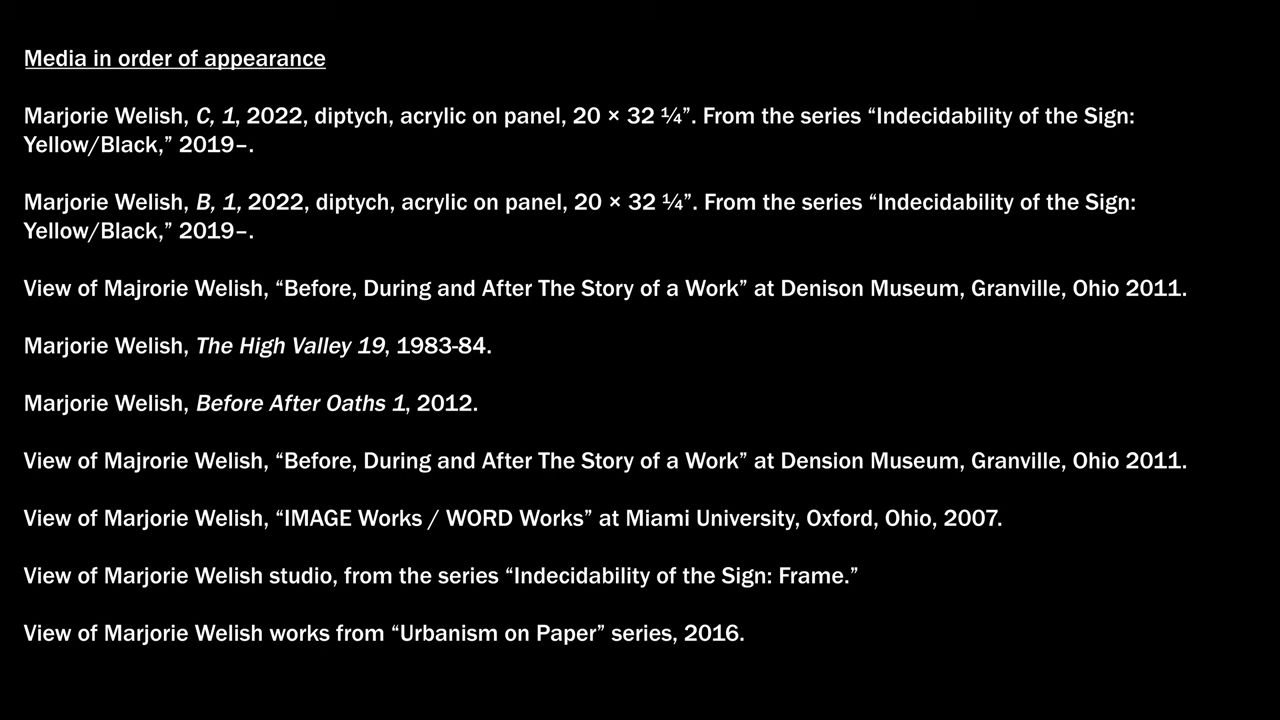 Media in order of appearance
Marjorie Welish, C, 1, 2022, diptych, acrylic on panel, 20 × 32 ¼”. From the series “Indecidability of the Sign:
Yellow/Black,” 2019–.
Marjorie Welish, B, 1, 2022, diptych, acrylic on panel, 20 × 32 ¼”. From the series “Indecidability of the Sign:
Yellow/Black,” 2019–.
View of Majrorie Welish, “Before, During and After The Story of a Work” at Denison Museum, Granville, Ohio 2011.
Marjorie Welish, The High Valley 19, 1983-84.
Marjorie Welish, Before After Oaths 1, 2012.
View of Majrorie Welish, “Before, During and After The Story of a Work” at Dension Museum, Granville, Ohio 2011.
View of Marjorie Welish, “IMAGE Works / WORD Works” at Miami University, Oxford, Ohio, 2007.
View of Marjorie Welish studio, from the series “Indecidability of the Sign: Frame.”
View of Marjorie Welish works from “Urbanism on Paper” series, 2016.